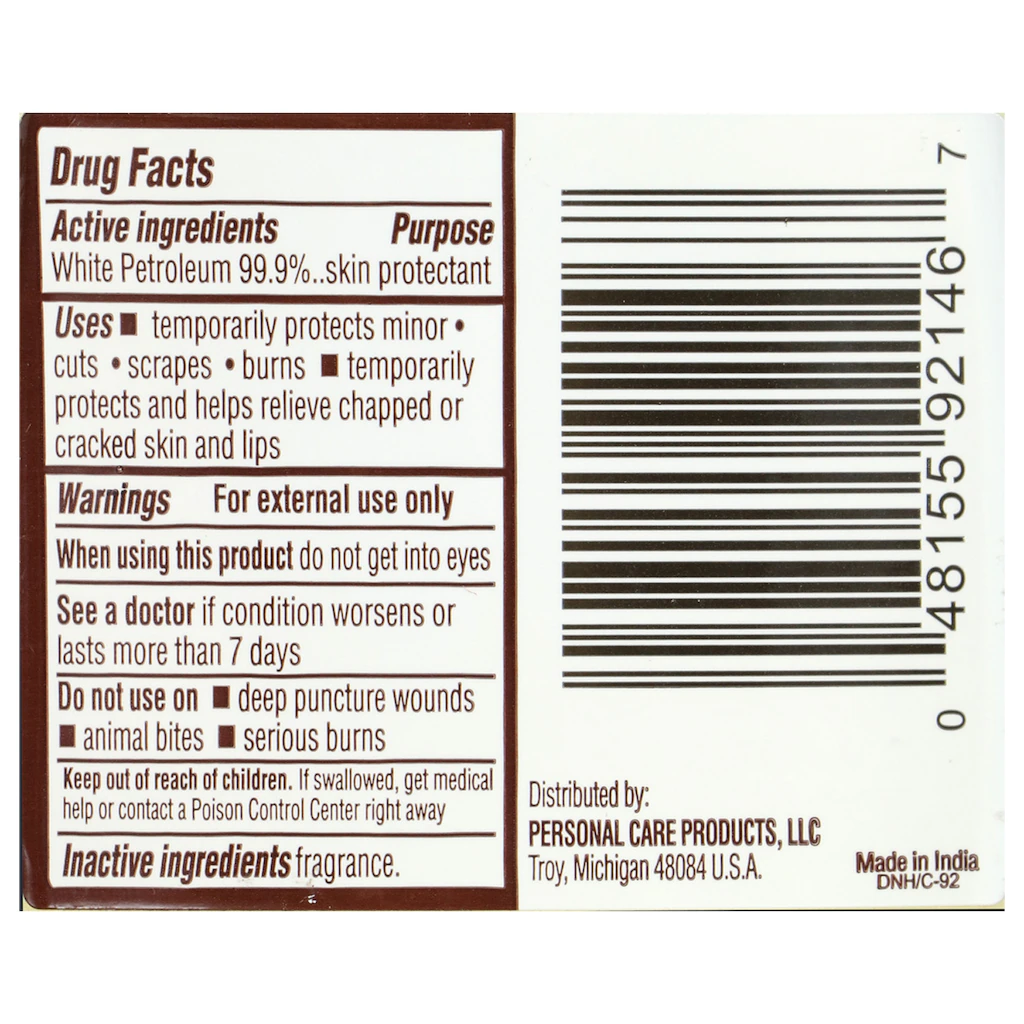 Drug Facts
Active ingredients Purpose
White Petroleum 99.9%..skin protectant
Uses ■ temporarily protects minor •
cuts • scrapes • burns ■ temporarily
protects and helps relieve chapped or
cracked skin and lips
Warnings For external use only
When using this product do not get into eyes
See a doctor if condition worsens or
lasts more than 7 days
Do not use on ■ deep puncture wounds
■ animal bites ■ serious burns
Keep out of reach of children. If swallowed, get medical
help or contact a Poison Control Center right away
Inactive ingredients fragrance.
0 48155 92146 7
Distributed by:
PERSONAL CARE PRODUCTS, LLC
Troy, Michigan 48084 U.S.A.
Made in India
DNH/C-92